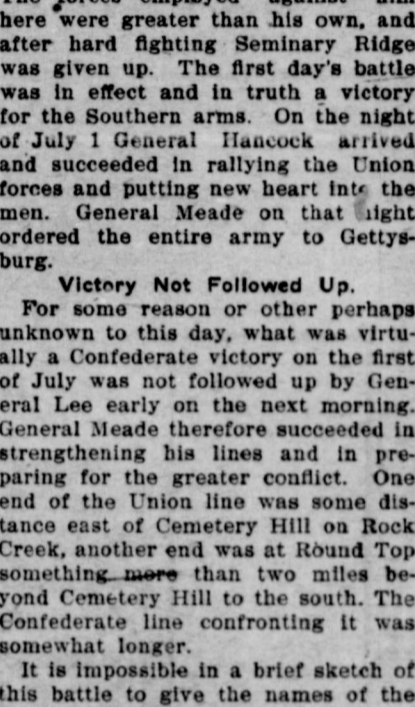 The forces employed against him
here were greater than his own, and
after hard fighting Seminary Ridge
was given up. The first day's battle
was in effect and in truth a victory
for the Southern arms. On the night
of July 1 General Hancock arrived
and succeeded in rallying the Union
forces and putting new heart into the
men. General Meade on that night
ordered the entire army to Gettys-
burg.
Victory Not Followed Up.
For some reason or other perhaps
unknown to this day, what was virtu-
ally a Confederate victory on the first
of July was not followed up by Gen-
eral Lee early on the next morning.
General Meade therefore succeeded in
strengthening his lines and in pre-
paring for the greater conflict. One
end of the Union line was some dis-
tance east of Cemetery Hill on Rock
Creek, another end was at Round Top
something more than two miles be-
yond Cemetery Hill to the south. The
Confederate line confronting it was
somewhat longer.
It is impossible in a brief sketch of
this battle to give the names of the